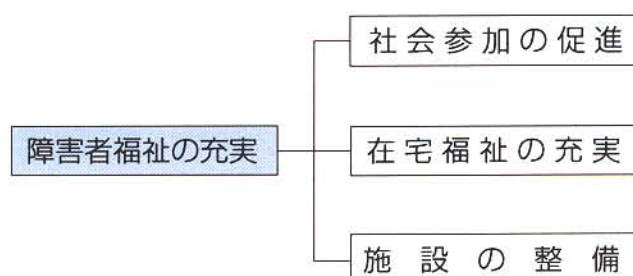 障害者福祉の充実
社会参加の促進
在宅福祉の充実
施設の整備